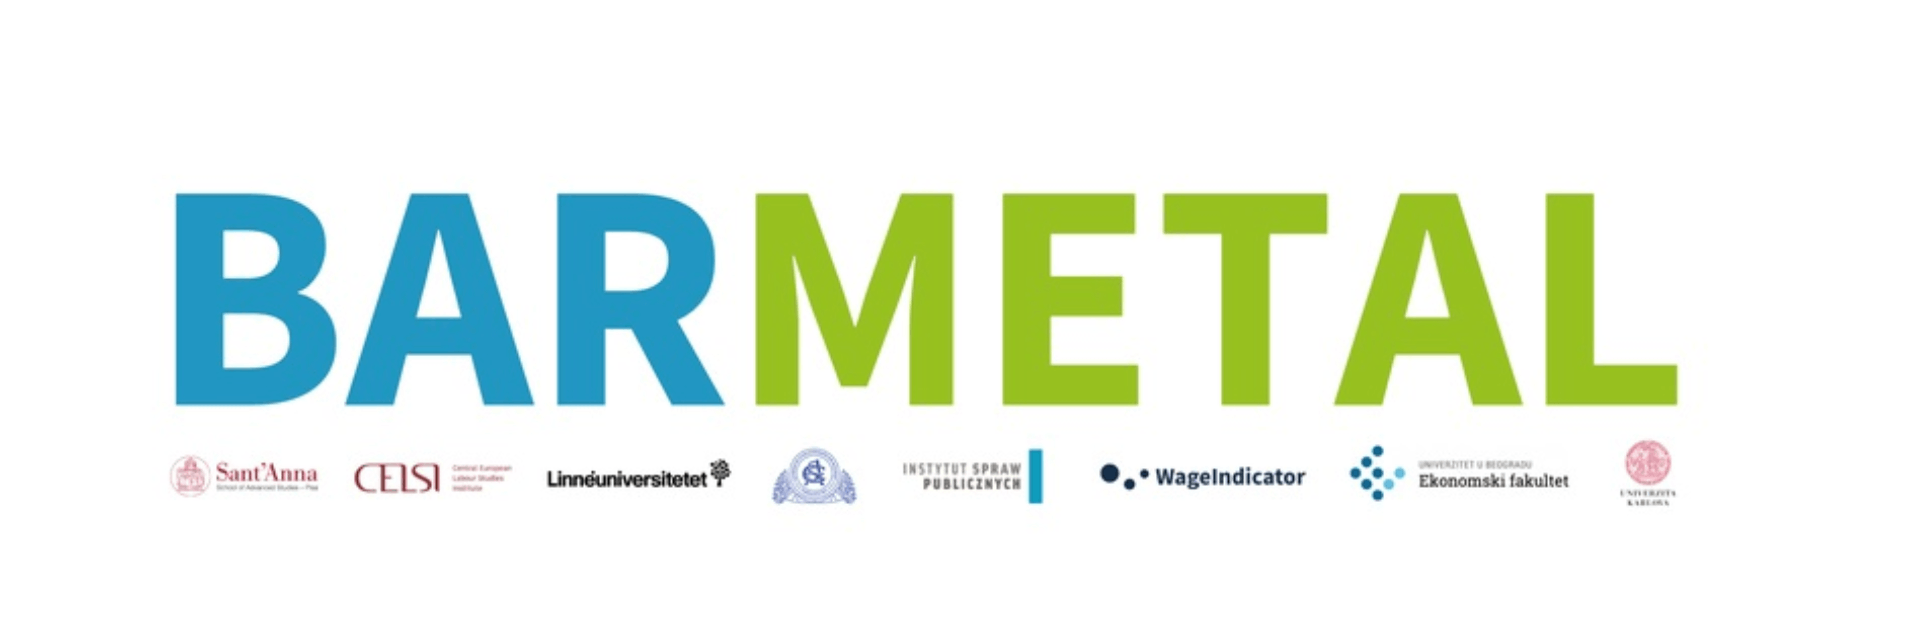 BARMETAL
Sant'Anna
School of Advanced Studies – Pisa
CELSI
Central European
Labour Studies
Institute
Linnéuniversitetet
INSTYTUT SPRAW
PUBLICZNYCH
WageIndicator
UNIVERZITET U BEOGRADU
Ekonomski fakultet
UNIVERZITA
KARLOVA